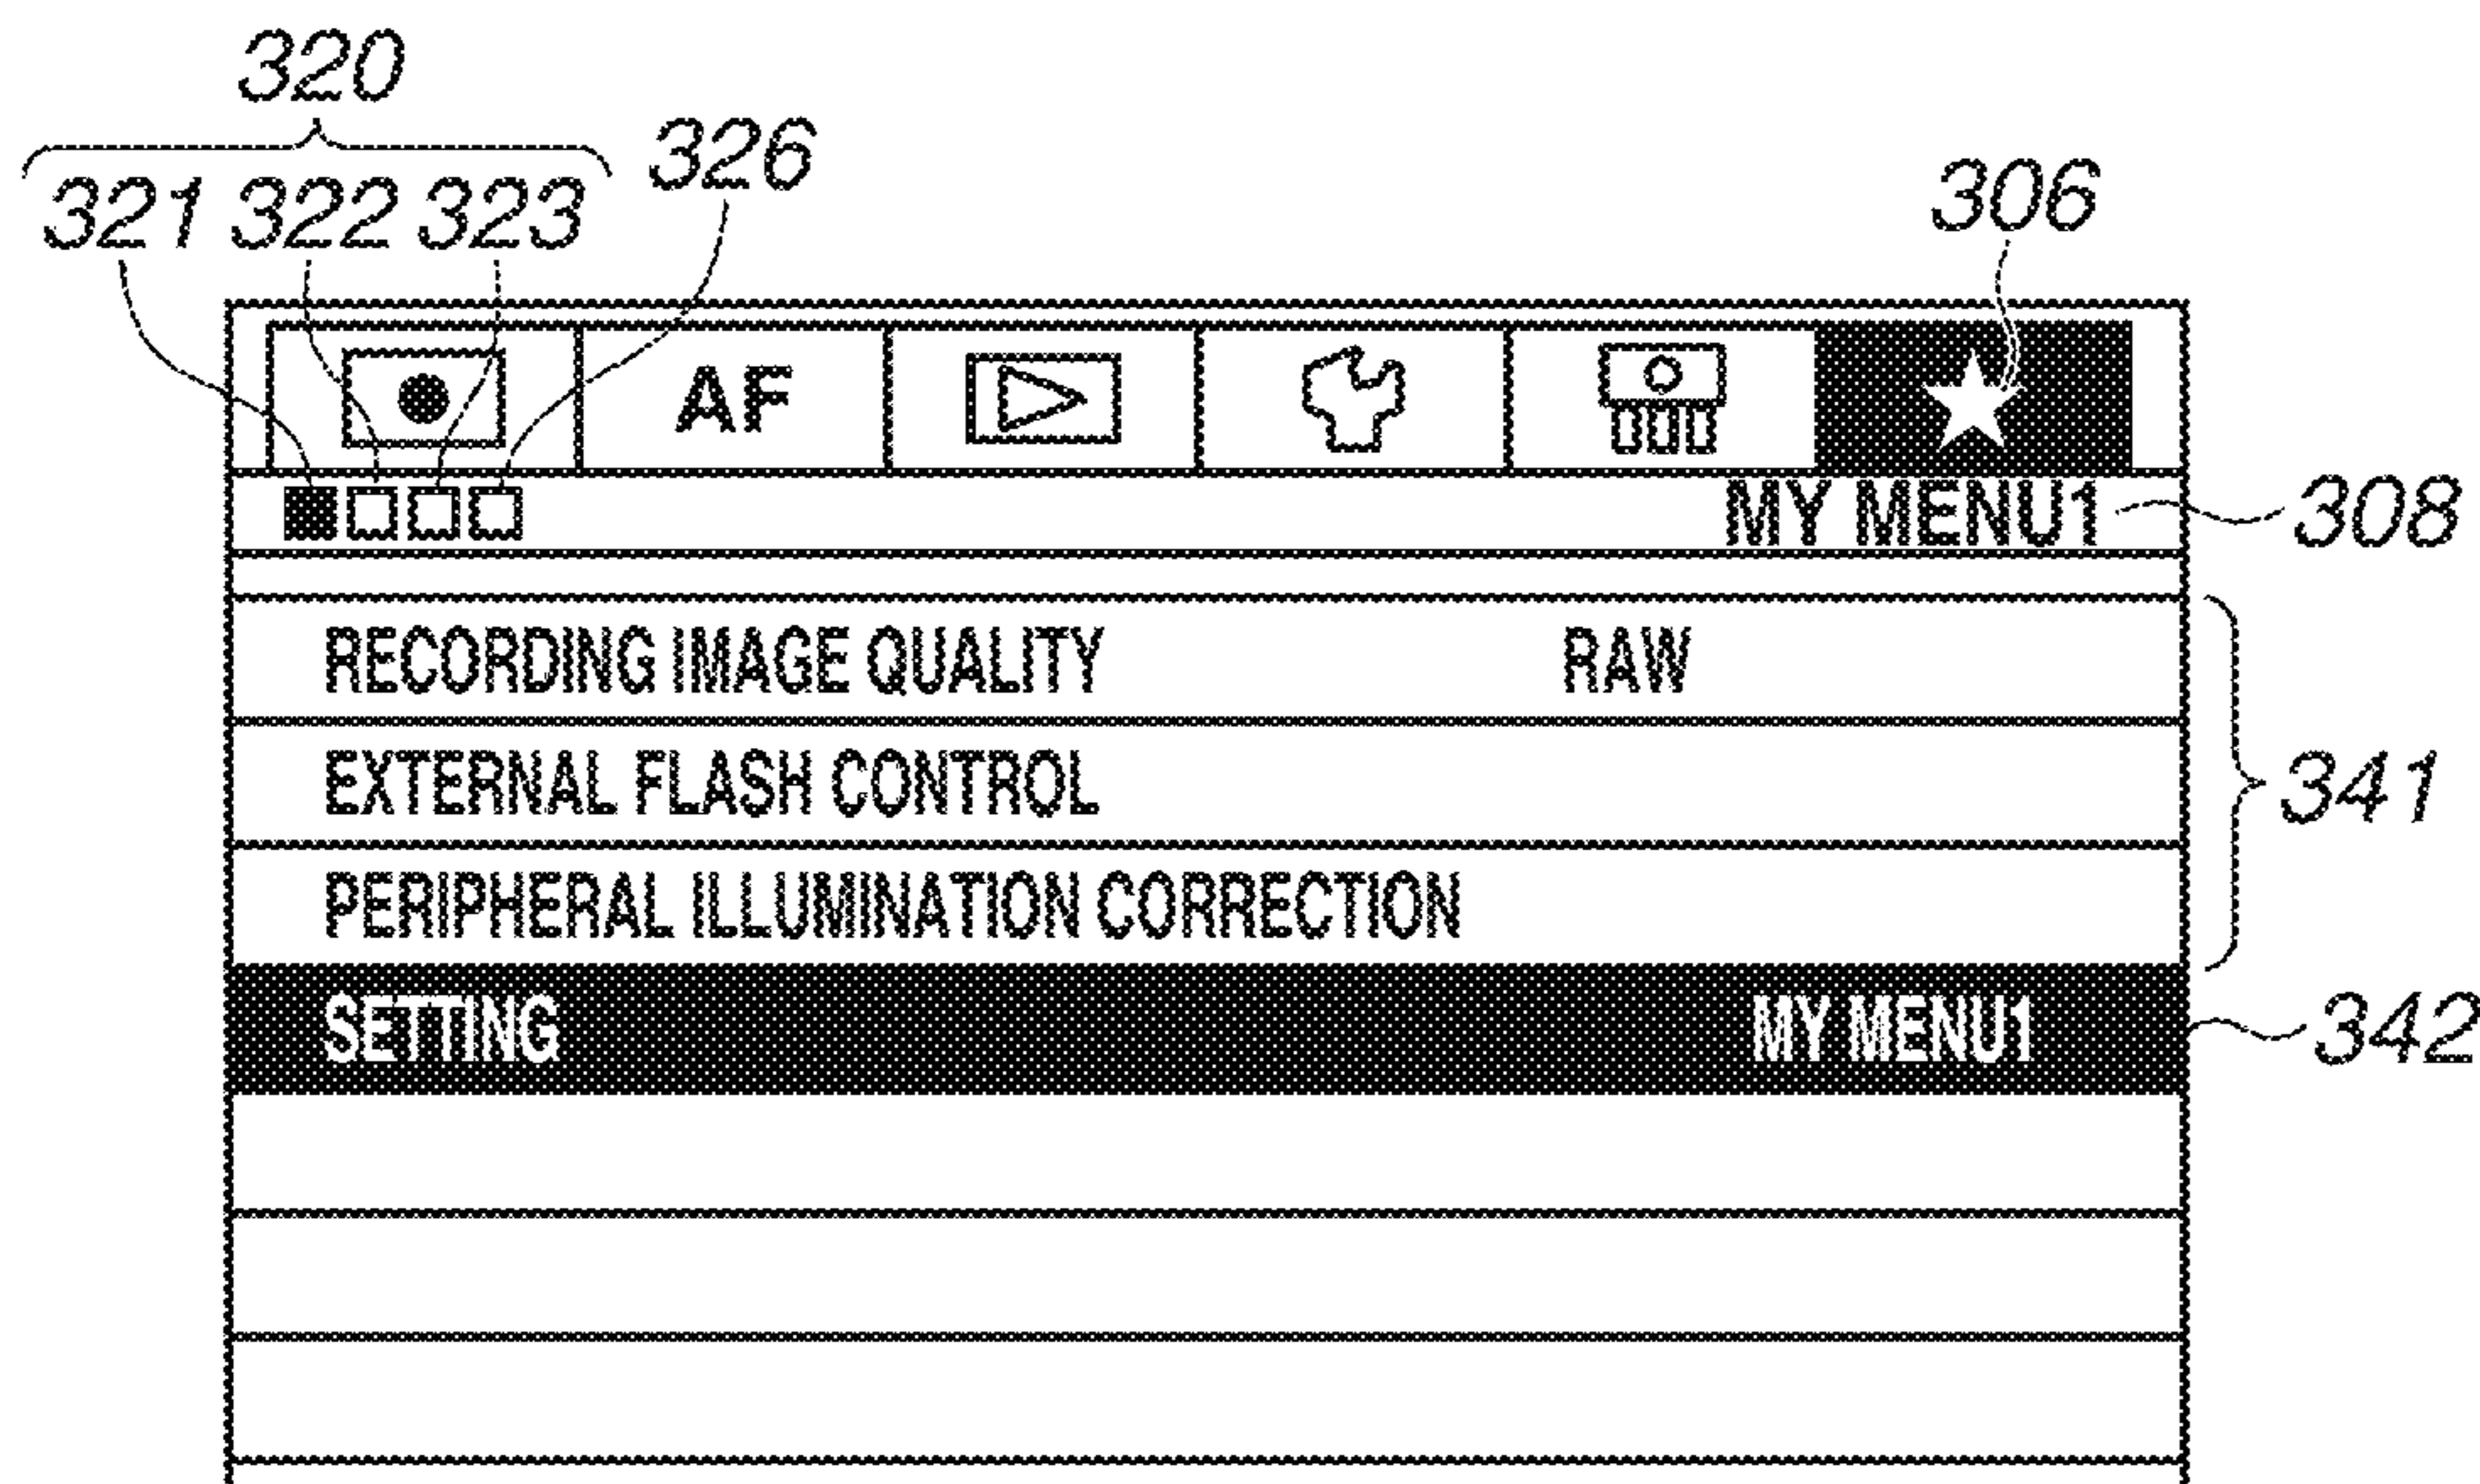 320
326
321 322 323
306
AF
MY MENU1 308
RECORDING IMAGE QUALITY RAW
EXTERNAL FLASH CONTROL
341
PERIPHERAL ILLUMINATION CORRECTION
SETTING MY MENU1 342